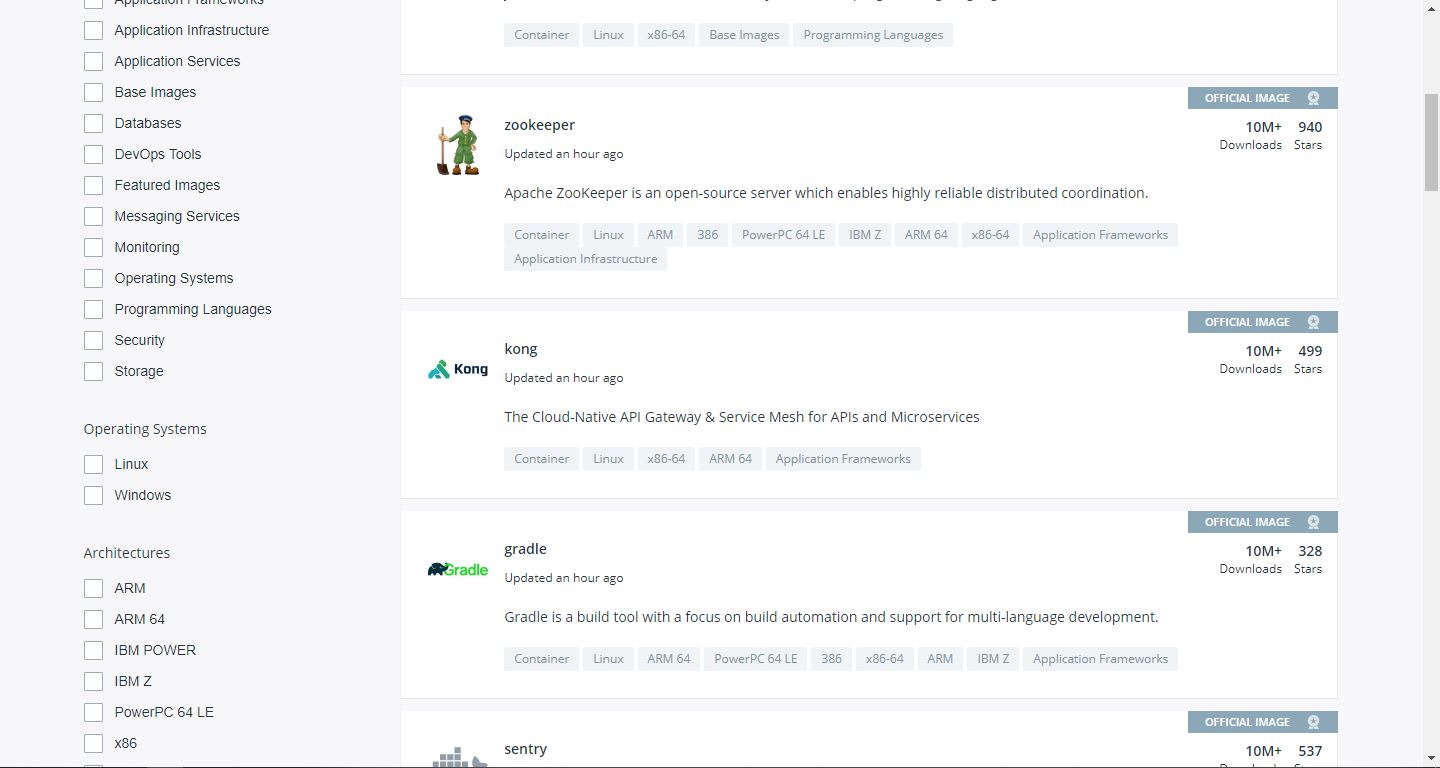 Application Frameworks
Application Infrastructure
Application Services
Base Images
Databases
DevOps Tools
Featured Images
Messaging Services
Monitoring
Operating Systems
Programming Languages
Security
Storage
Operating Systems
Linux
Windows
Architectures
ARM
ARM 64
IBM POWER
IBM Z
PowerPC 64 LE
x86
Container Linux x86-64 Base Images Programming Languages
OFFICIAL IMAGE
zookeeper
10M+ 940
Downloads Stars
Updated an hour ago
Apache ZooKeeper is an open-source server which enables highly reliable distributed coordination.
Container Linux ARM 386 PowerPC 64 LE IBM Z ARM 64 x86-64 Application Frameworks
Application Infrastructure
OFFICIAL IMAGE
Kong
kong
10M+ 499
Downloads Stars
Updated an hour ago
The Cloud-Native API Gateway & Service Mesh for APIs and Microservices
Container Linux x86-64 ARM 64 Application Frameworks
OFFICIAL IMAGE
Gradle
gradle
10M+ 328
Downloads Stars
Updated an hour ago
Gradle is a build tool with a focus on build automation and support for multi-language development.
Container Linux ARM 64 PowerPC 64 LE 386 x86-64 ARM IBM Z Application Frameworks
OFFICIAL IMAGE
sentry
10M+ 537